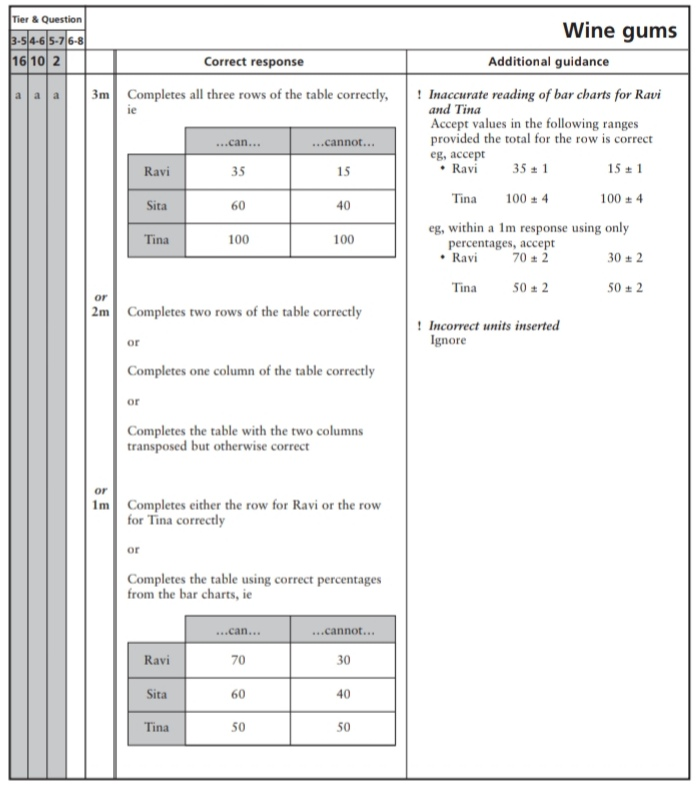 Tier & Question
Wine gums
3-5 4-6 5-7 6-8
16 10 2
Correct response
Additional guidance
a a a
3m
Completes all three rows of the table correctly,
ie
...can... ...cannot...
Ravi 35 15
Sita 60 40
Tina 100 100
or
2m
Completes two rows of the table correctly
or
Completes one column of the table correctly
or
Completes the table with the two columns
transposed but otherwise correct
or
1m
Completes either the row for Ravi or the row
for Tina correctly
or
Completes the table using correct percentages
from the bar charts, ie
...can... ...cannot...
Ravi 70 30
Sita 60 40
Tina 50 50
! Inaccurate reading of bar charts for Ravi
and Tina
Accept values in the following ranges
provided the total for the row is correct
eg, accept
• Ravi 35 ± 1 15 ± 1
Tina 100 ± 4 100 ± 4
eg, within a 1m response using only
percentages, accept
• Ravi 70 ± 2 30 ± 2
Tina 50 ± 2 50 ± 2
! Incorrect units inserted
Ignore